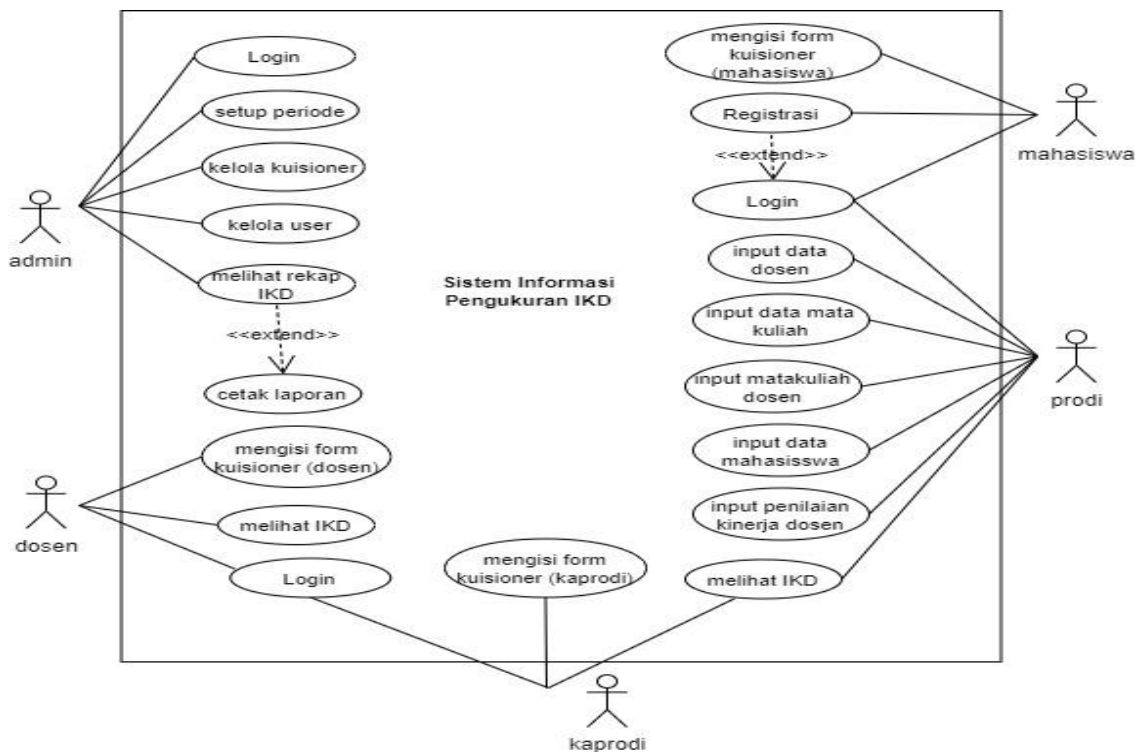 Login
setup periode
kelola kuisioner
kelola user
admin
melihat rekap
IKD
<<extend>>
cetak laporan
mengisi form
kuisioner (dosen)
melihat IKD
dosen
Login
Sistem Informasi
Pengukuran IKD
mengisi form
kuisioner (kaprodi)
kaprodi
mengisi form
kuisioner
(mahasiswa)
Registrasi
mahasiswa
<<extend>>
Login
input data
dosen
input data mata
kuliah
input matakuliah
dosen
prodi
input data
mahasisswa
input penilaian
kinerja dosen
melihat IKD